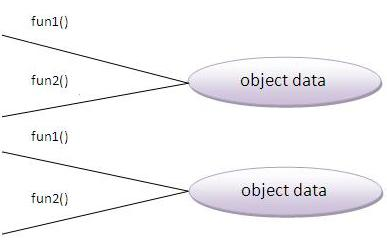 fun1()
fun2()
object data
fun1()
fun2()
object data